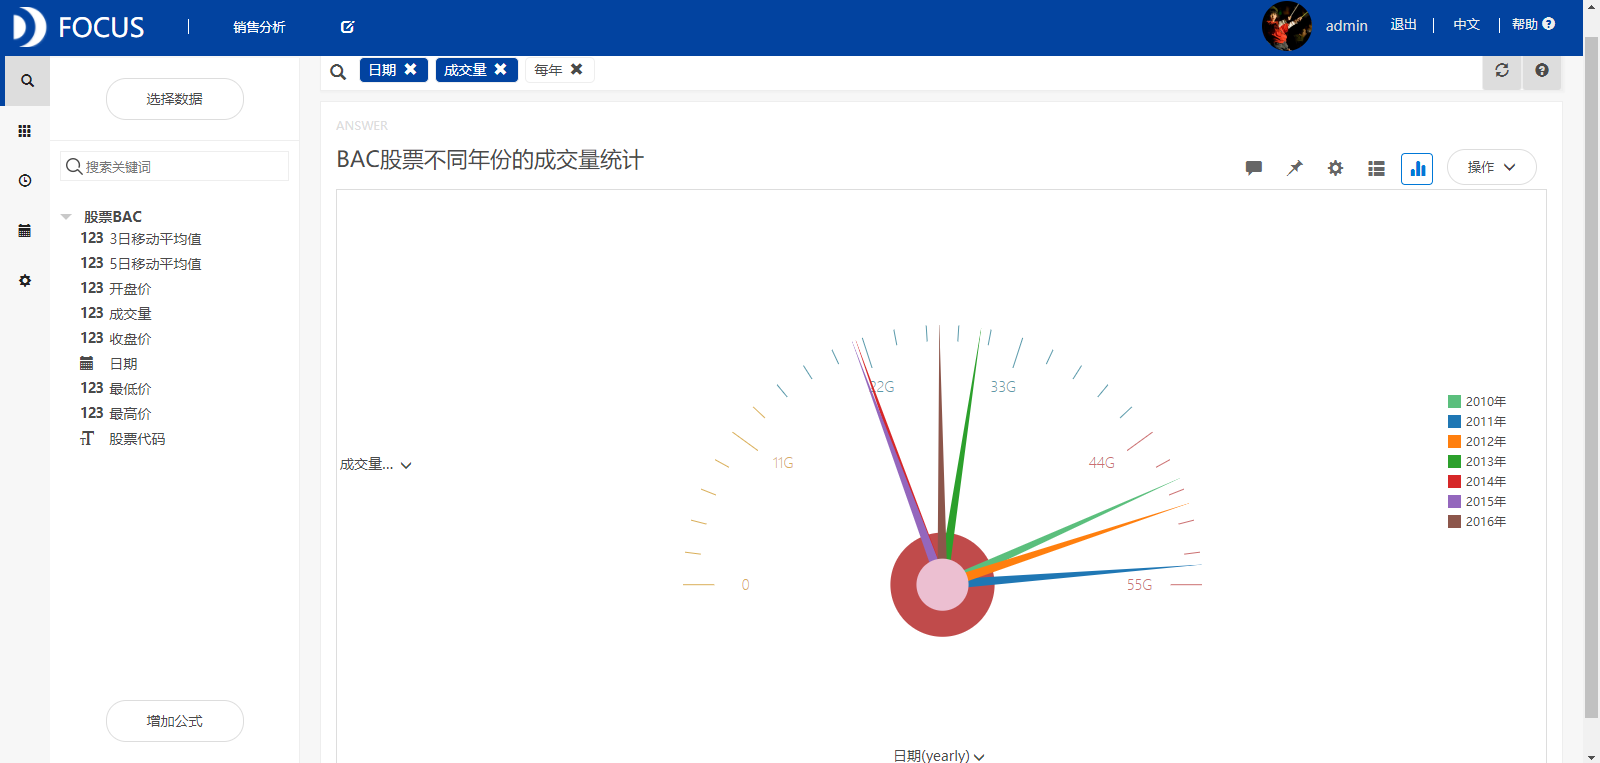 FOCUS
销售分析
admin
退出
中文
帮助
日期
成交量
每年
选择数据
搜索关键词
股票BAC
123 3日移动平均值
123 5日移动平均值
123 开盘价
123 成交量
123 收盘价
日期
123 最低价
123 最高价
股票代码
增加公式
ANSWER
BAC股票不同年份的成交量统计
操作
22G
33G
11G
44G
0
55G
成交量...
2010年
2011年
2012年
2013年
2014年
2015年
2016年
日期(yearly)